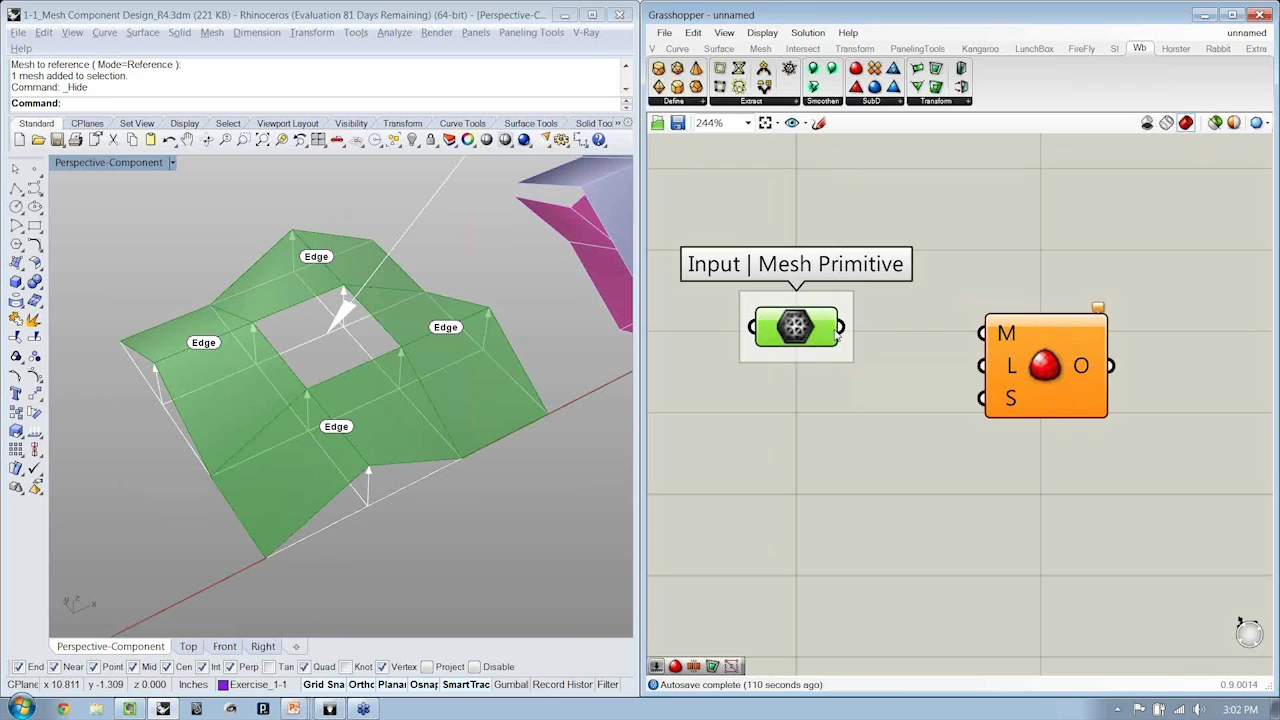 1-1_Mesh Component Design_R4.3dm (221 KB) - Rhinoceros (Evaluation 81 Days Remaining) (64-bit) - [Perspective-C...
File Edit View Curve Surface Solid Mesh Dimension Transform Tools Analyze Render Panels Paneling Tools V-Ray
Help
Mesh to reference ( Mode=Reference ):
1 mesh added to selection.
Command: _Hide
Command:
Standard CPlanes Set View Display Select Viewport Layout Visibility Transform Curve Tools Surface Tools Solid Too »
Perspective-Component
Edge
Edge
Edge
Edge
z
y x
Perspective-Component Top Front Right
End Near Point Mid Cen Int Perp Tan Quad Knot Vertex Project Disable
CPlane x 10.811 y -1.309 z 0.000 Inches Exercise_1-1 Grid Sna Ortho Planar Osnap SmartTrac Gumbal Record Histor Filter
Grasshopper - unnamed
File Edit View Display Solution Help unnamed
V Curve Surface Mesh Intersect Transform PanelingTools Kangaroo LunchBox FireFly SI Wb Horster Rabbit Extra
Define Extract Smoothen SubD Transform
244%
Input | Mesh Primitive
M
L O
S
Autosave complete (110 seconds ago) 0.9.0014
3:02 PM